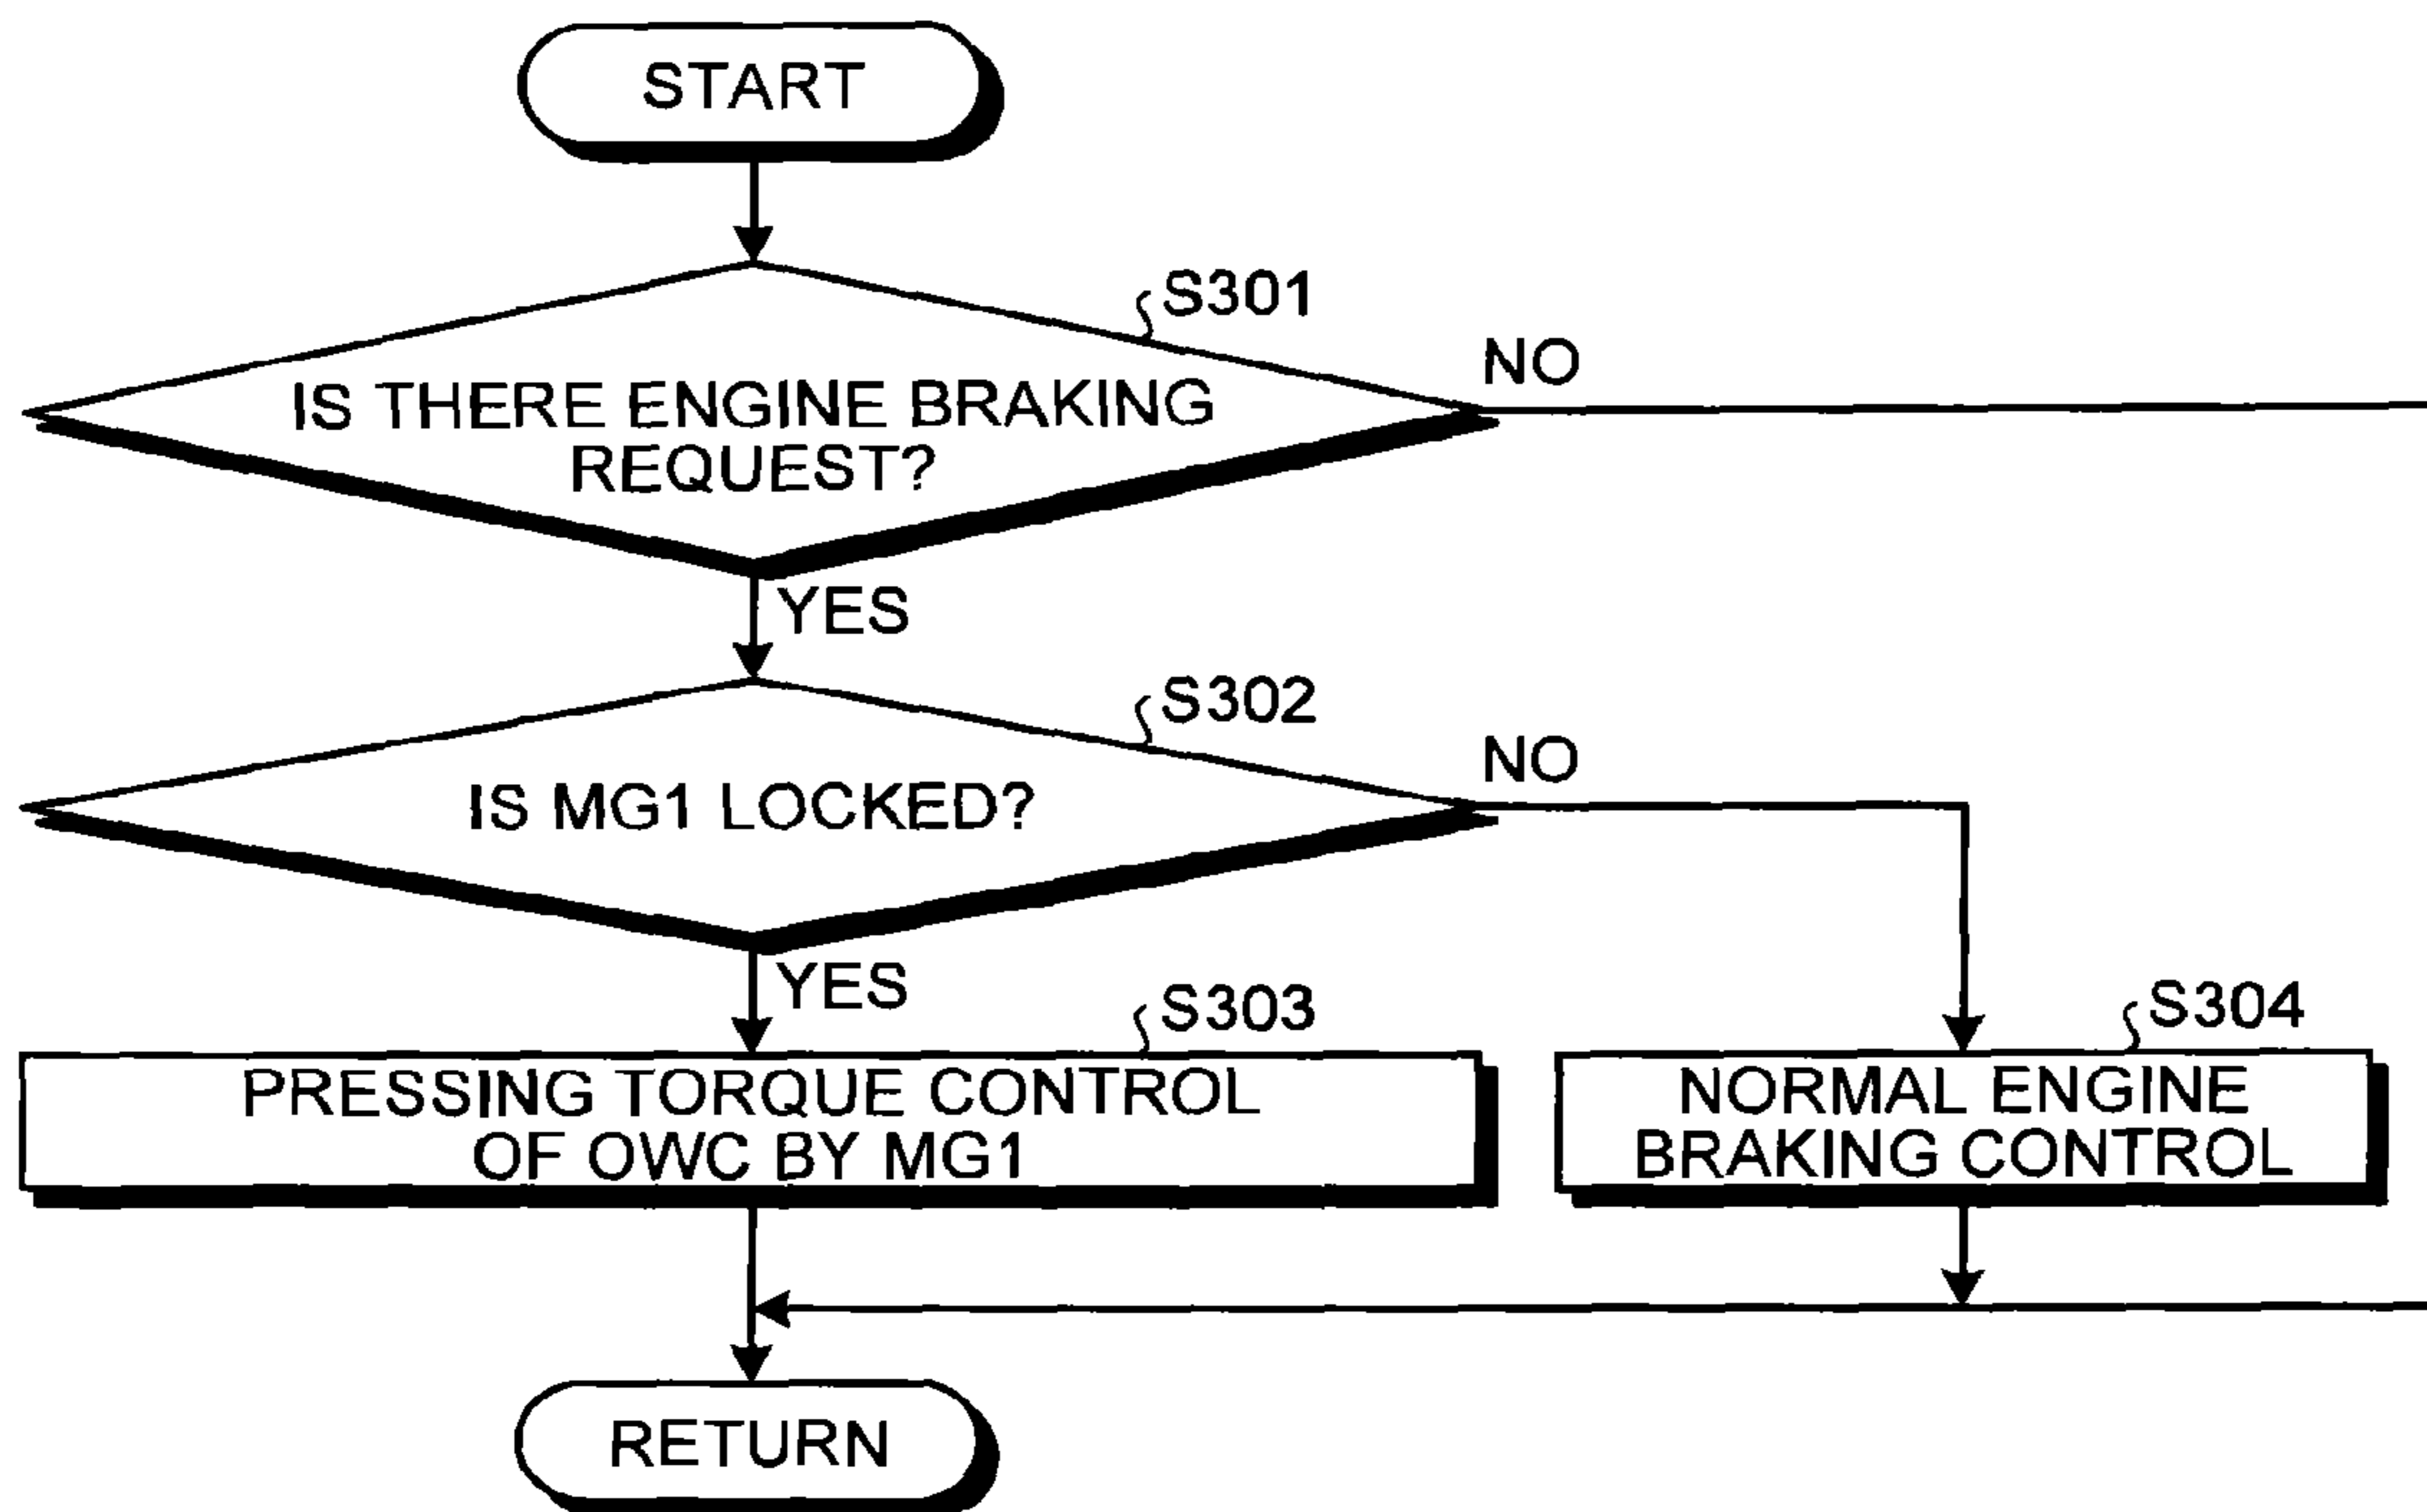 START
S301
IS THERE ENGINE BRAKING
REQUEST?
NO
YES
S302
IS MG1 LOCKED?
NO
YES
S303
PRESSING TORQUE CONTROL
OF OWC BY MG1
S304
NORMAL ENGINE
BRAKING CONTROL
RETURN